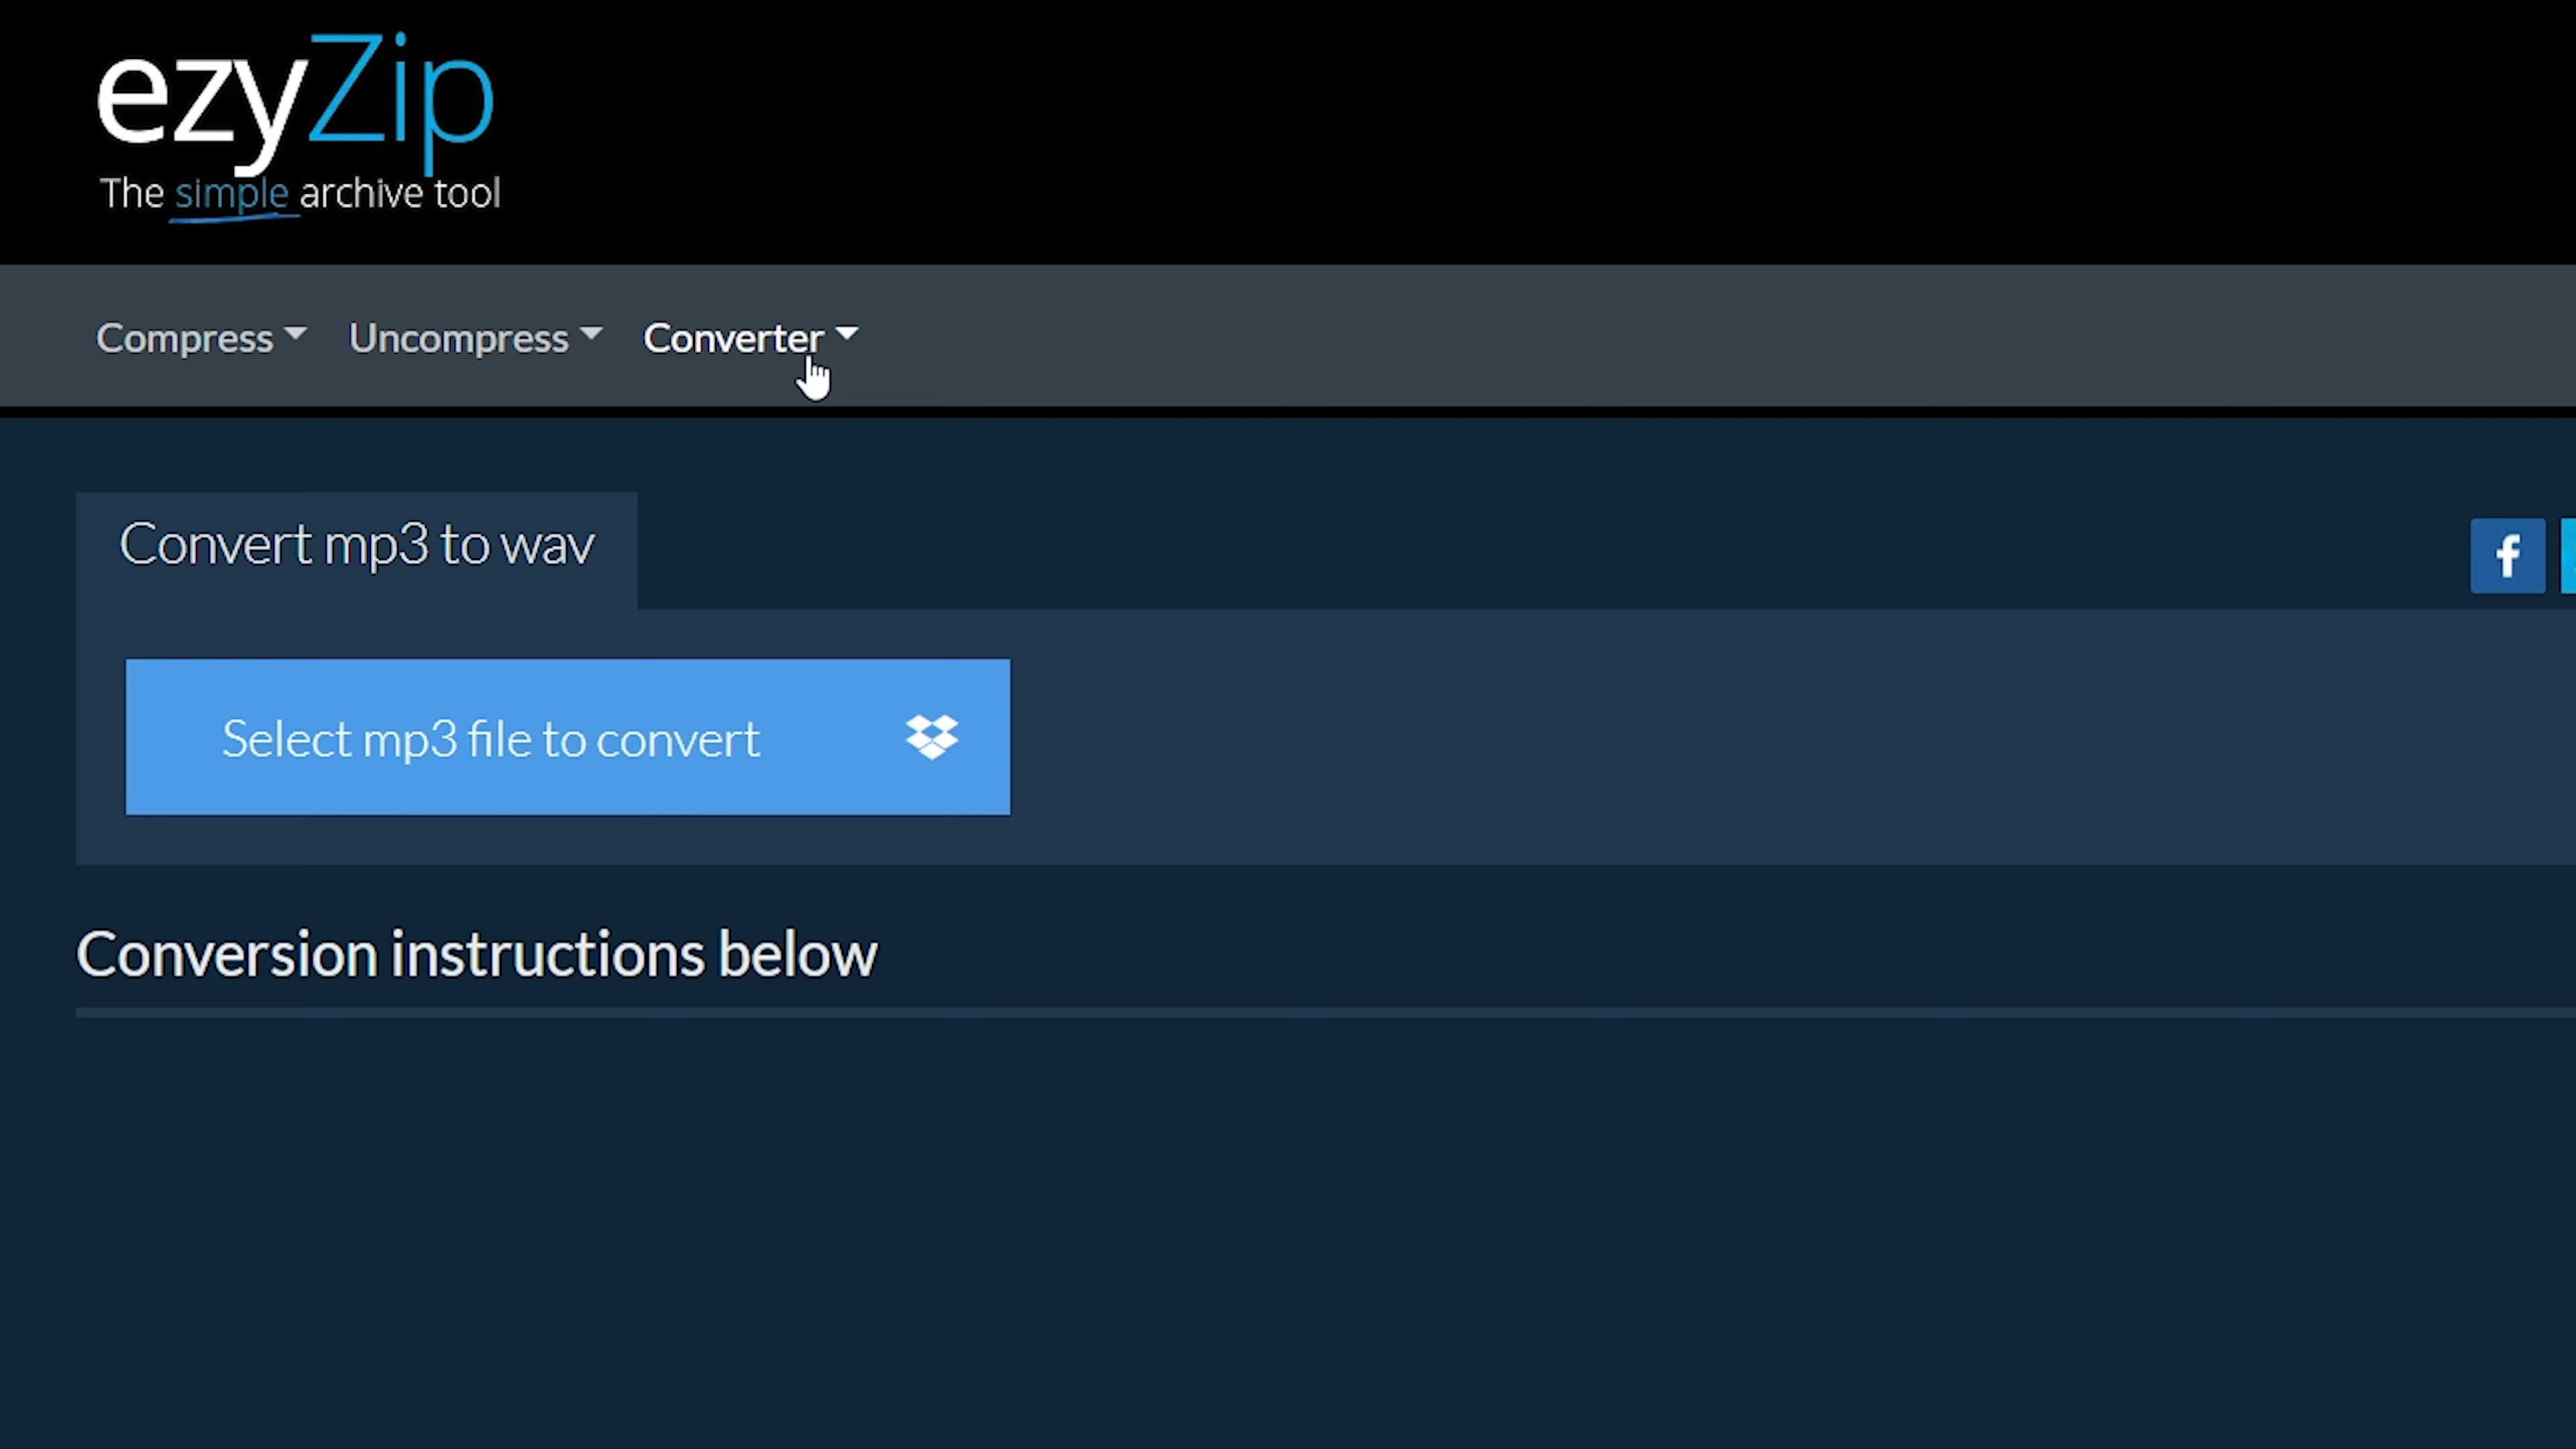 ezyZip
The simple archive tool
Compress Uncompress Converter
Convert mp3 to wav
f
Select mp3 file to convert
Conversion instructions below